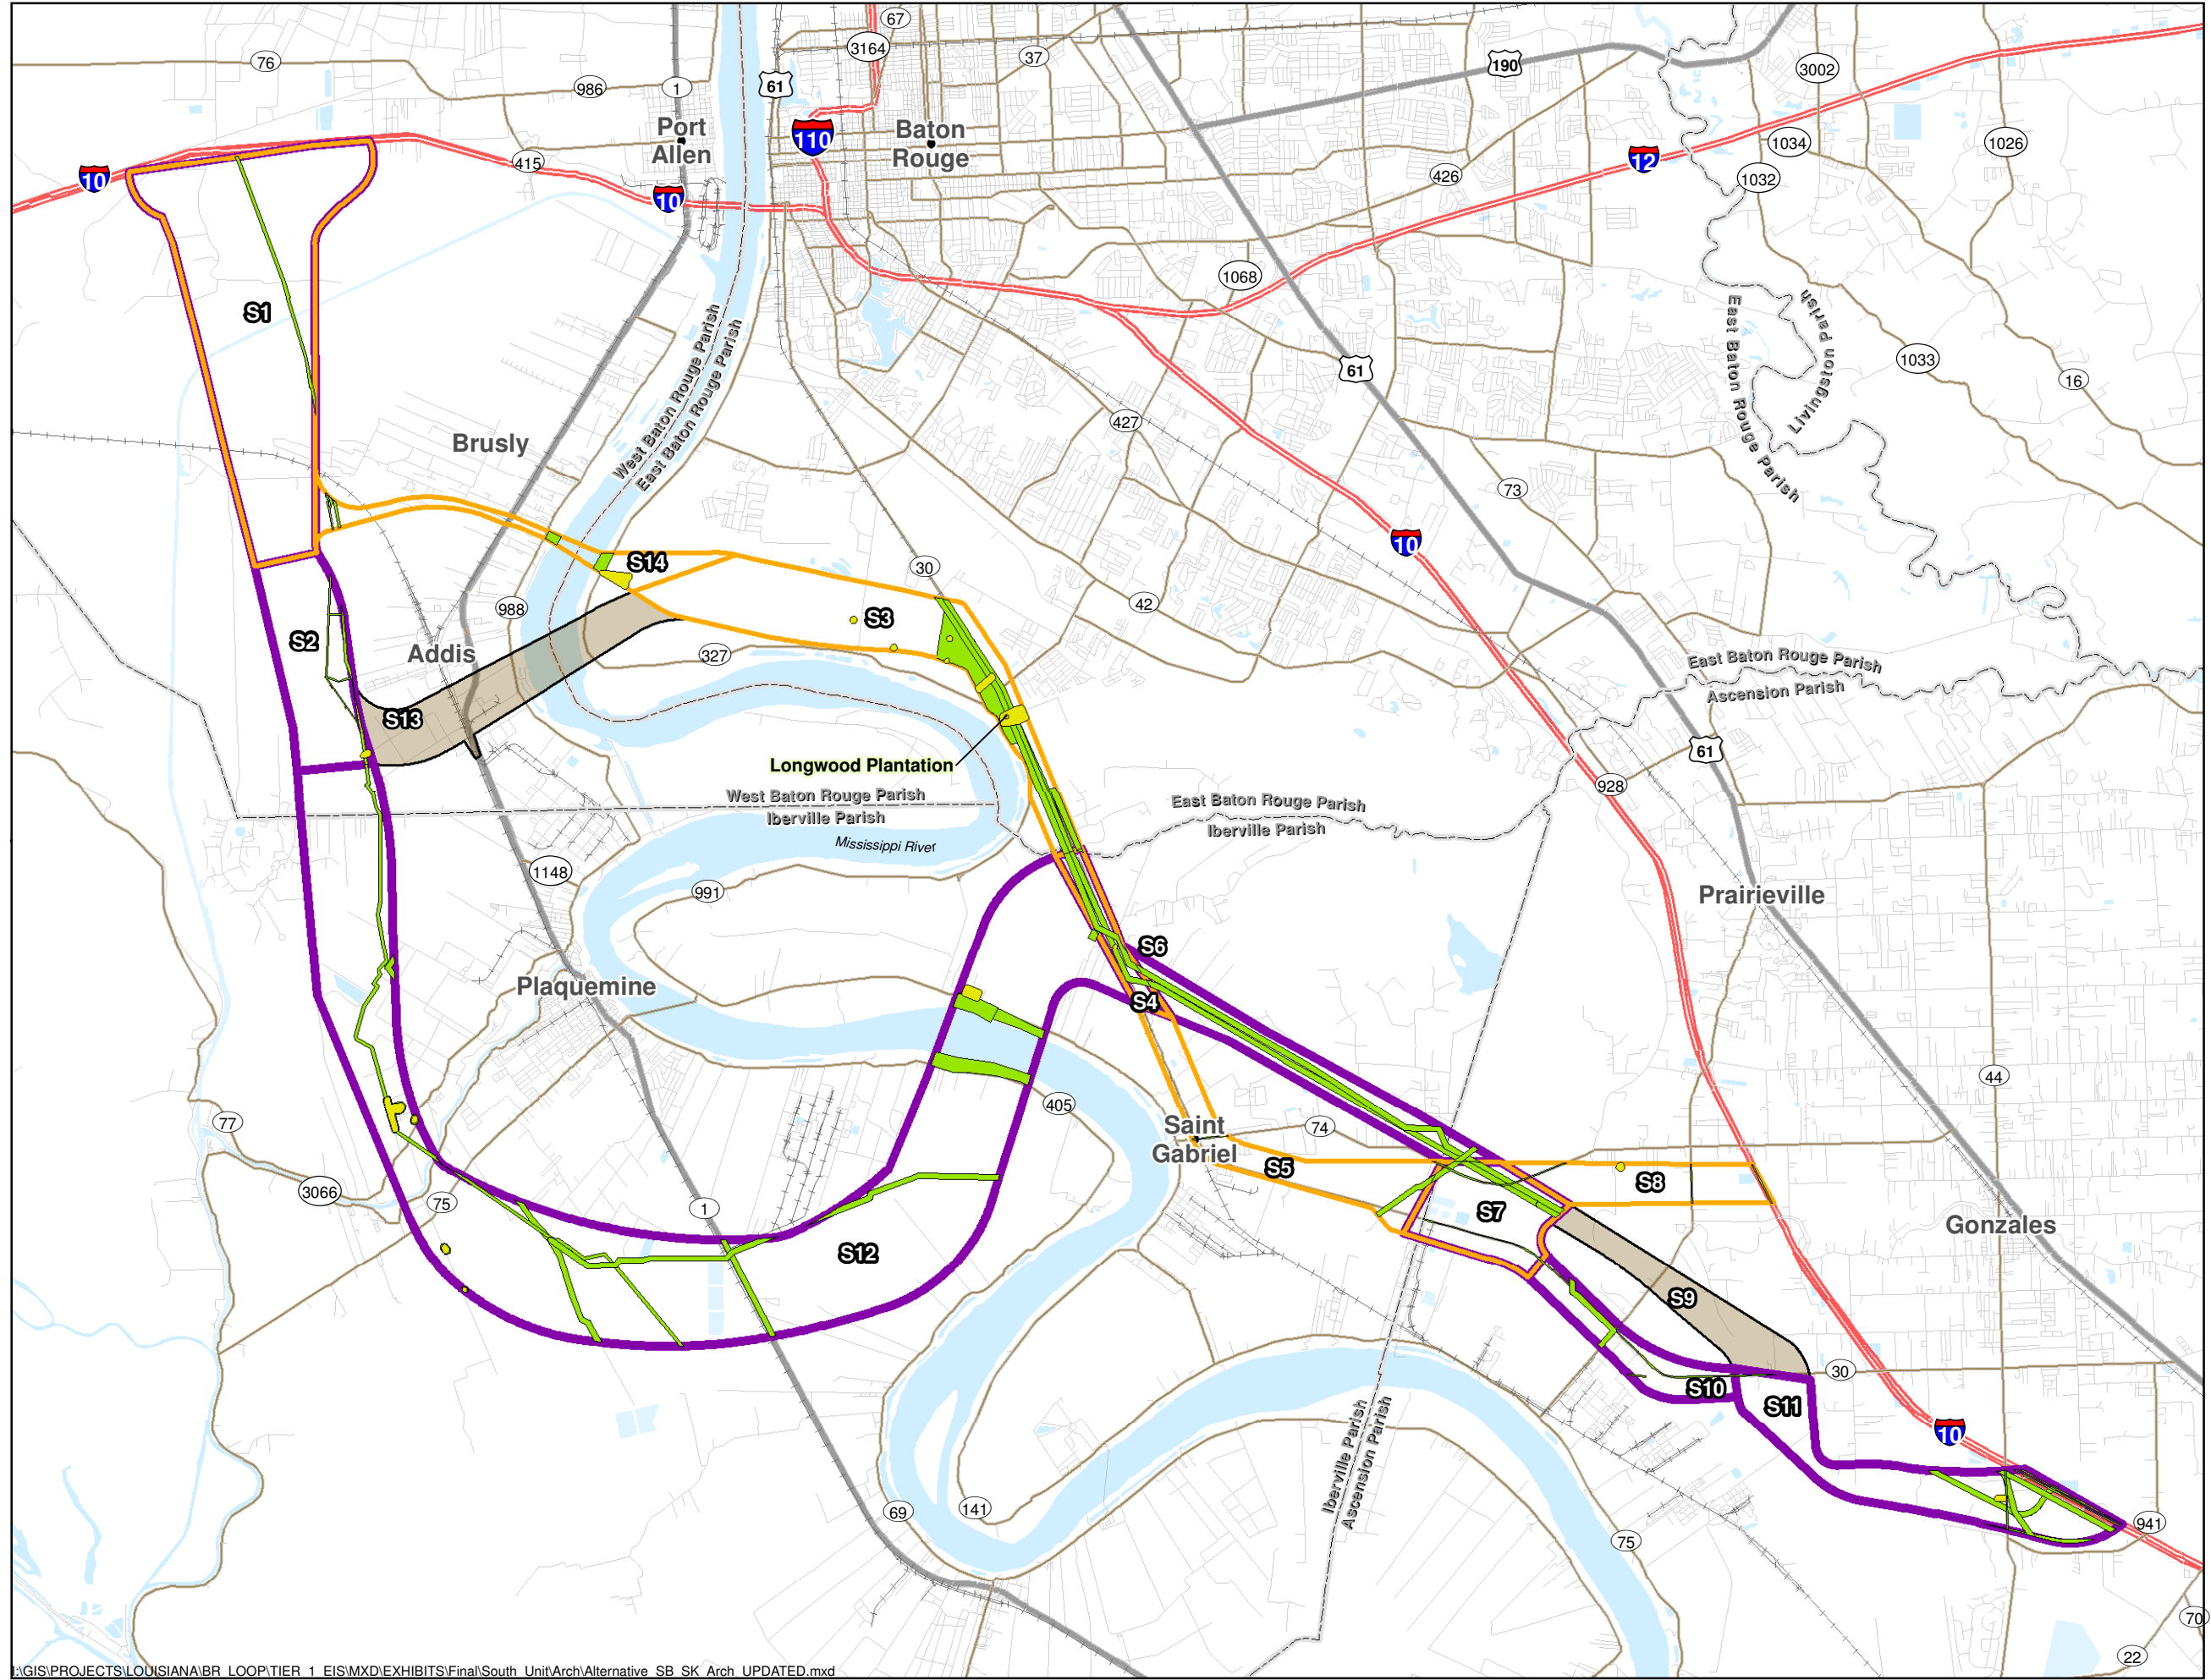 67
3164
37
76
986
1
61
190
3002
Port
Allen
110
Baton
Rouge
12
1034
1026
10
415
10
426
1032
1068
S1
West Baton Rouge Parish
East Baton Rouge Parish
East Baton Rouge Parish
Livingston Parish
1033
16
61
427
Brusly
73
10
S14
30
988
42
S3
S2
Addis
327
East Baton Rouge Parish
Ascension Parish
S13
61
Longwood Plantation
928
West Baton Rouge Parish
Iberville Parish
East Baton Rouge Parish
Iberville Parish
Mississippi River
1148
991
Prairieville
S6
Plaquemine
S4
44
405
77
Saint
Gabriel
74
S5
S8
3066
75
1
S7
Gonzales
S12
S9
30
S10
S11
10
Iberville Parish
Ascension Parish
69
141
941
75
70
22
I:\GIS\PROJECTS\LOUISIANA\BR_LOOP\TIER_1_EIS\MXD\EXHIBITS\Final\South_Unit\Arch\Alternative_SB_SK_Arch_UPDATED.mxd